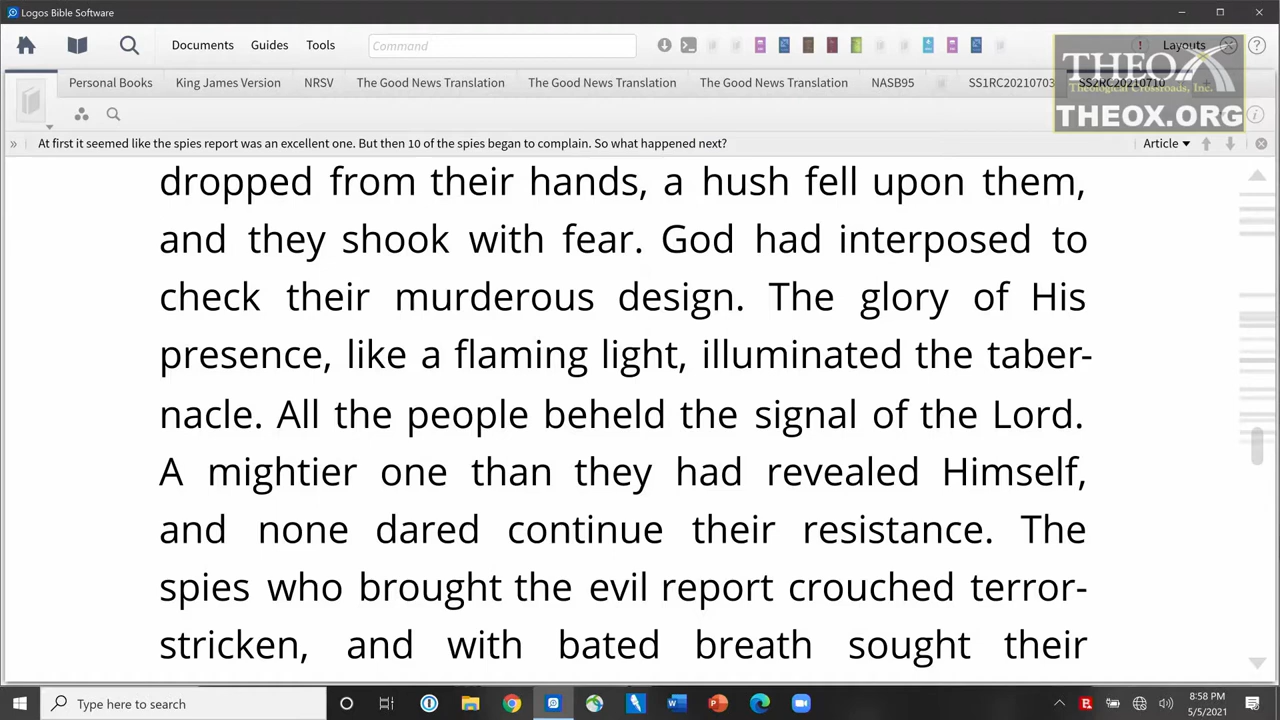 Logos Bible Software
Documents Guides Tools Command Layouts
Personal Books King James Version NRSV The Good News Translation The Good News Translation The Good News Translation NASB95 SS1RC20210703 SS2RC20210710
THEOX
Theological Crossroads, Inc.
THEOX.ORG
At first it seemed like the spies report was an excellent one. But then 10 of the spies began to complain. So what happened next? Article
dropped from their hands, a hush fell upon them,
and they shook with fear. God had interposed to
check their murderous design. The glory of His
presence, like a flaming light, illuminated the taber-
nacle. All the people beheld the signal of the Lord.
A mightier one than they had revealed Himself,
and none dared continue their resistance. The
spies who brought the evil report crouched terror-
stricken, and with bated breath sought their
Type here to search
8:58 PM
5/5/2021